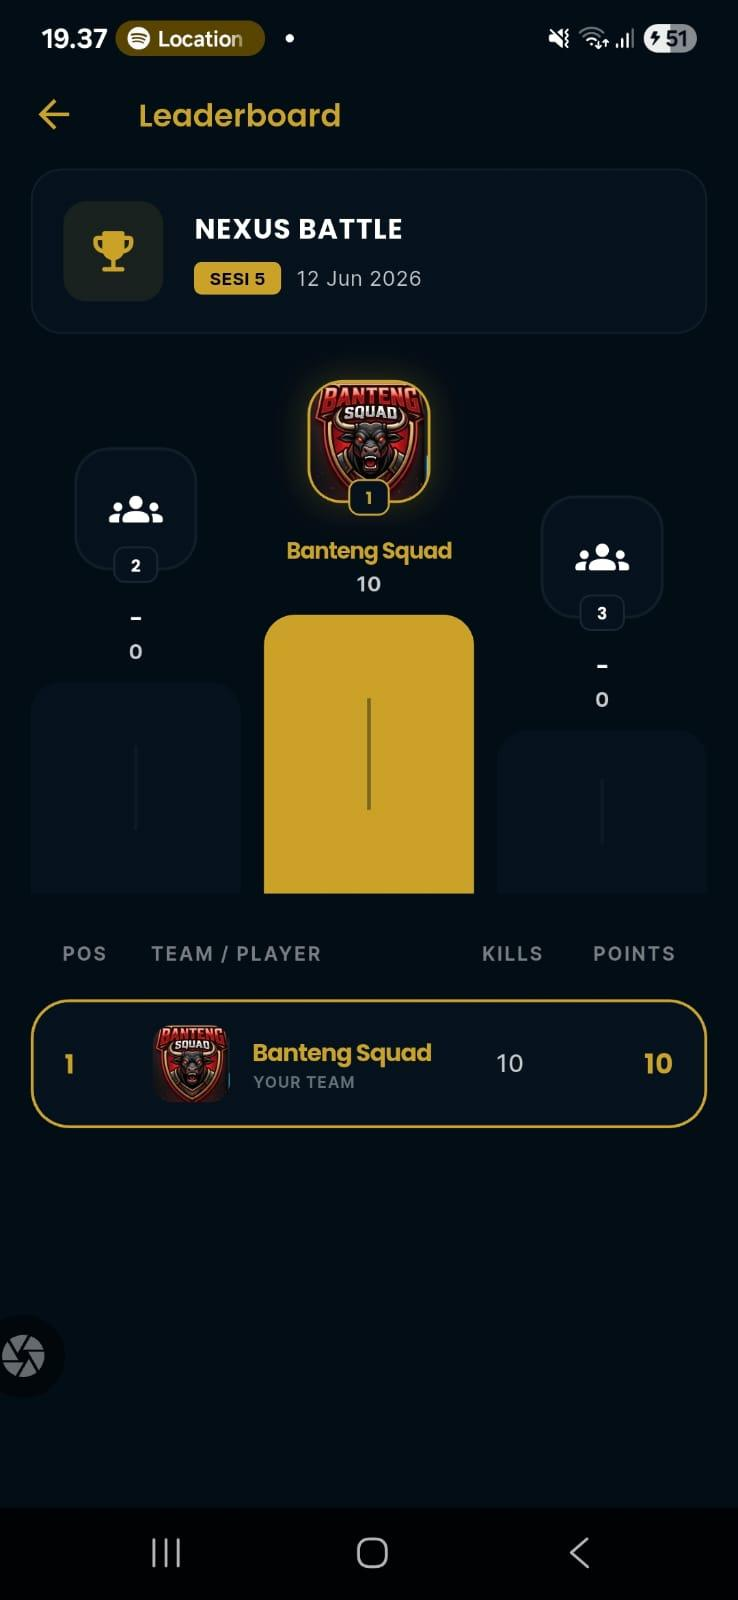 19.37 Location 51
Leaderboard
NEXUS BATTLE
SESI 5 12 Jun 2026
BANTENG
SQUAD
1
Banteng Squad
10
2
-
0
3
-
0
POS TEAM / PLAYER KILLS POINTS
1 BANTENG SQUAD Banteng Squad 10 10
YOUR TEAM